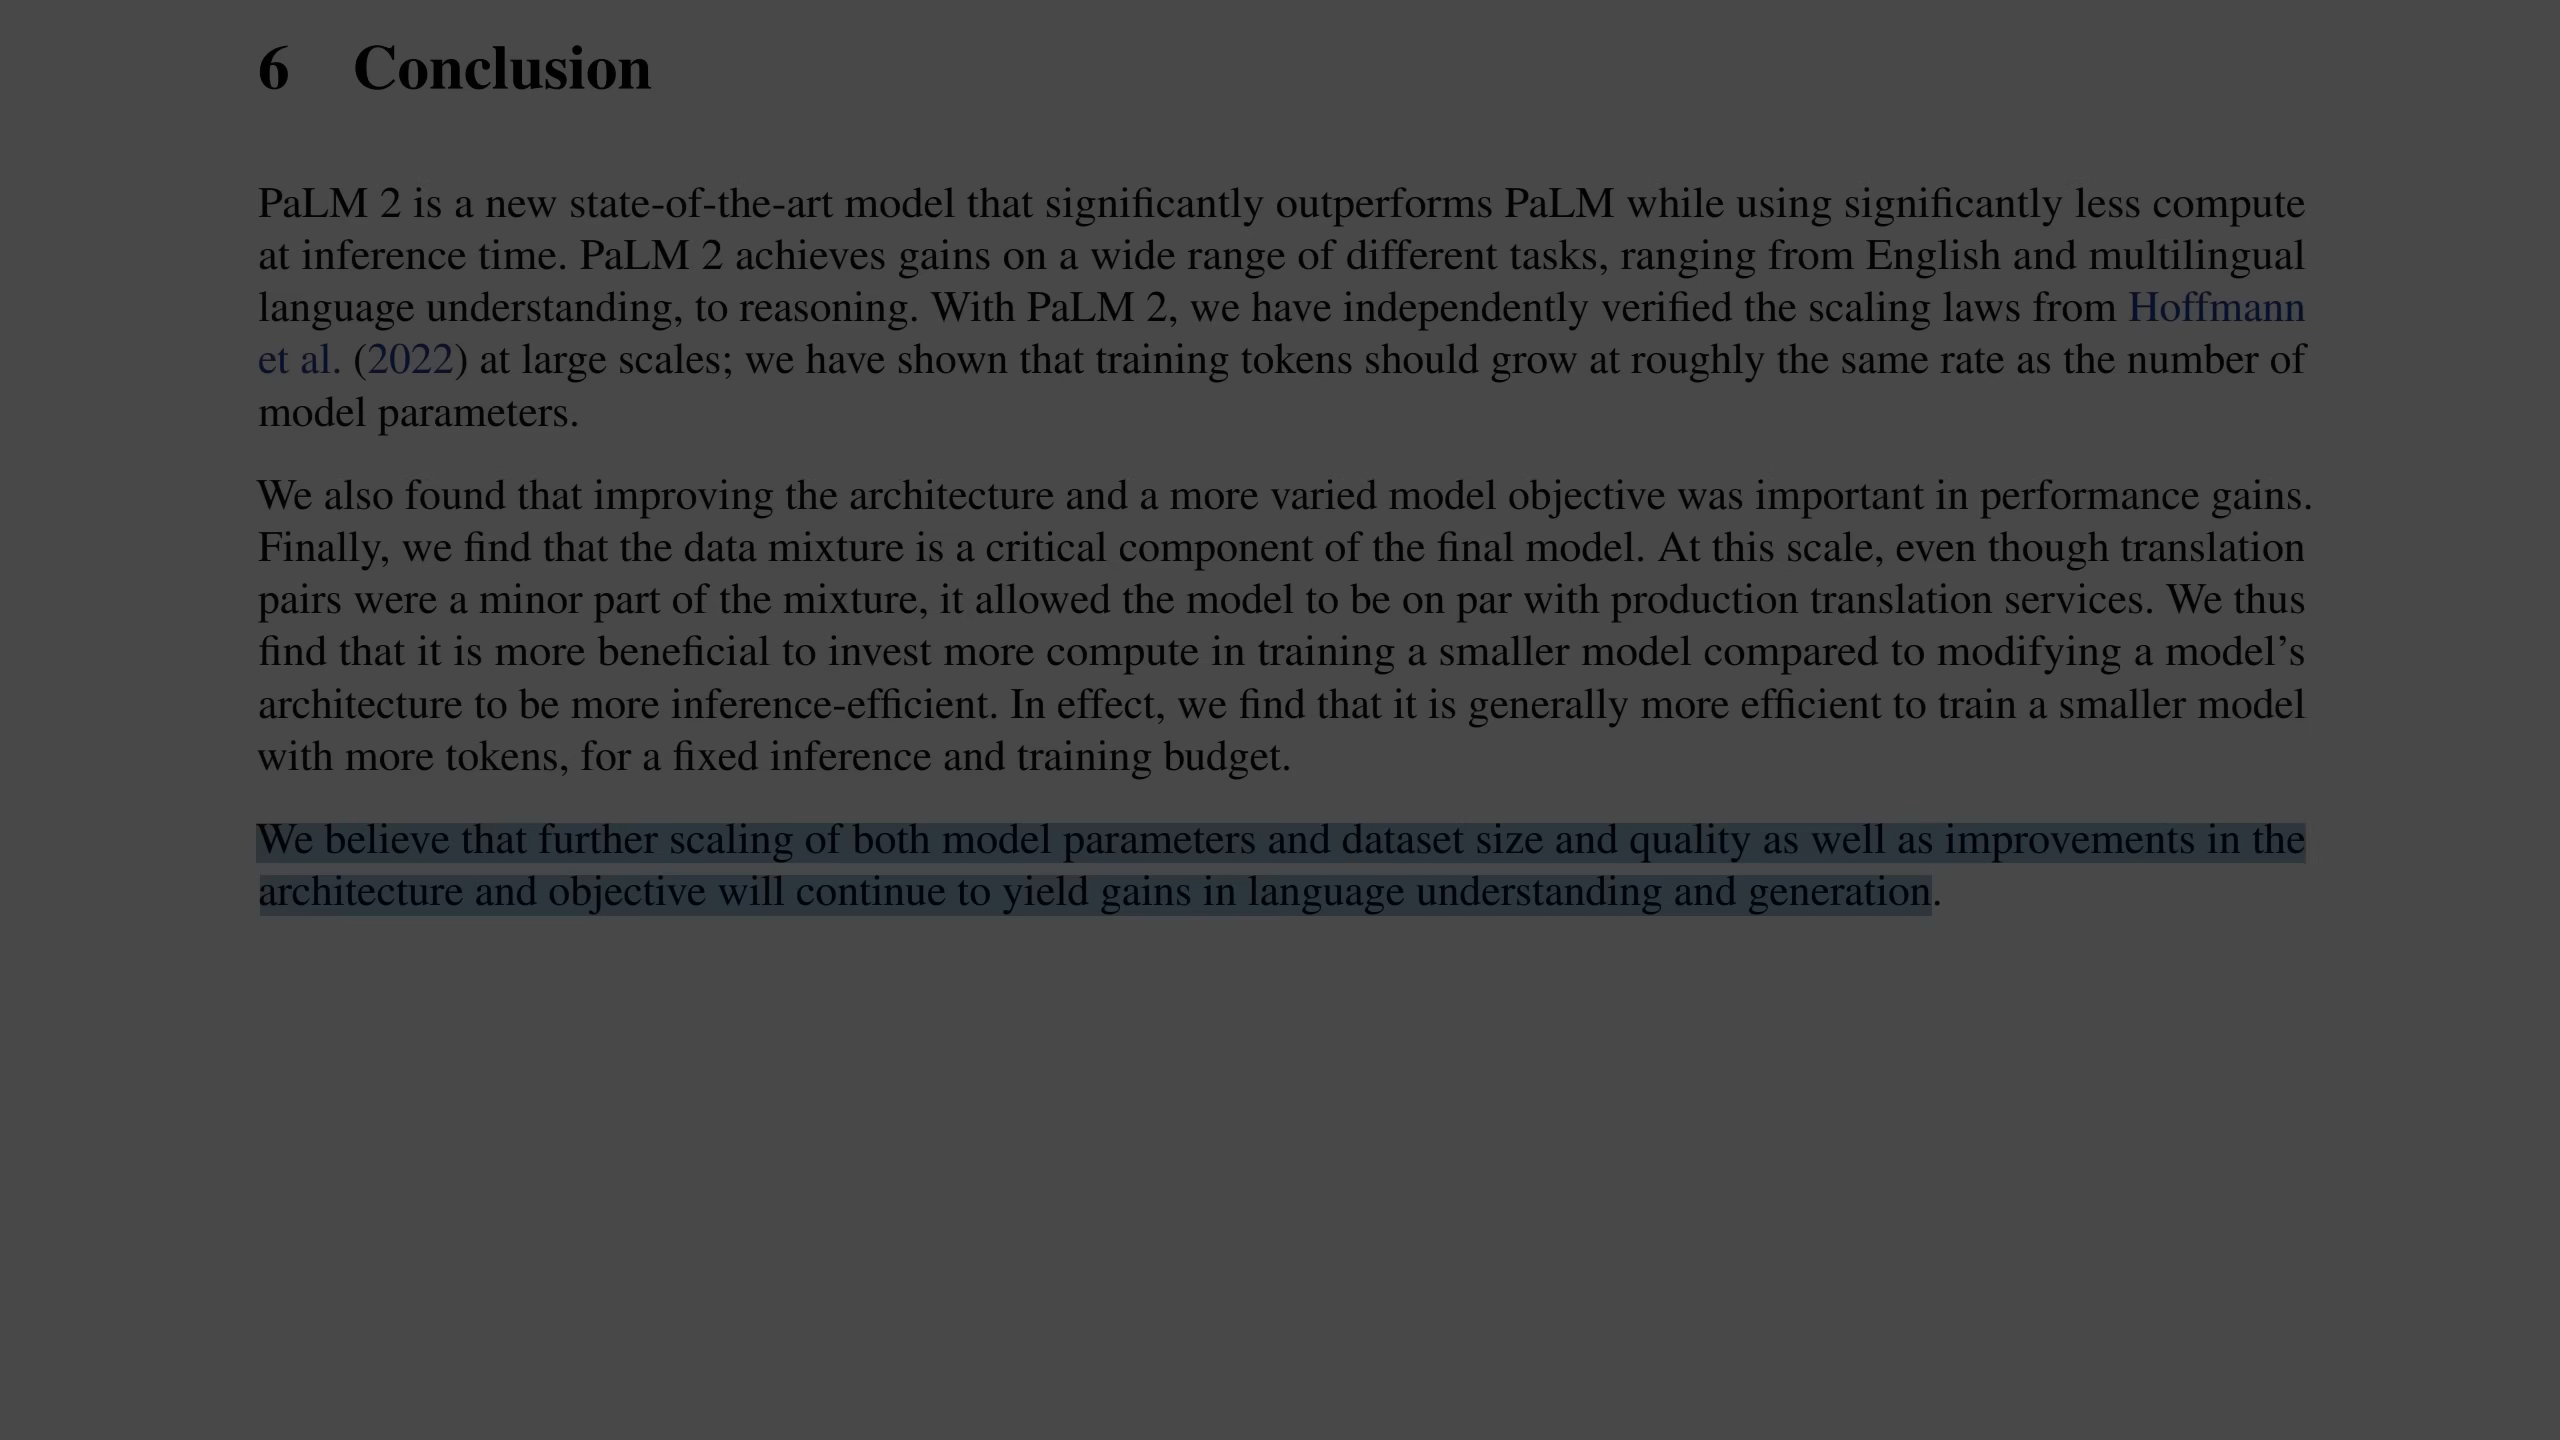 6 Conclusion
PaLM 2 is a new state-of-the-art model that significantly outperforms PaLM while using significantly less compute
at inference time. PaLM 2 achieves gains on a wide range of different tasks, ranging from English and multilingual
language understanding, to reasoning. With PaLM 2, we have independently verified the scaling laws from Hoffmann
et al. (2022) at large scales; we have shown that training tokens should grow at roughly the same rate as the number of
model parameters.
We also found that improving the architecture and a more varied model objective was important in performance gains.
Finally, we find that the data mixture is a critical component of the final model. At this scale, even though translation
pairs were a minor part of the mixture, it allowed the model to be on par with production translation services. We thus
find that it is more beneficial to invest more compute in training a smaller model compared to modifying a model’s
architecture to be more inference-efficient. In effect, we find that it is generally more efficient to train a smaller model
with more tokens, for a fixed inference and training budget.
We believe that further scaling of both model parameters and dataset size and quality as well as improvements in the
architecture and objective will continue to yield gains in language understanding and generation.